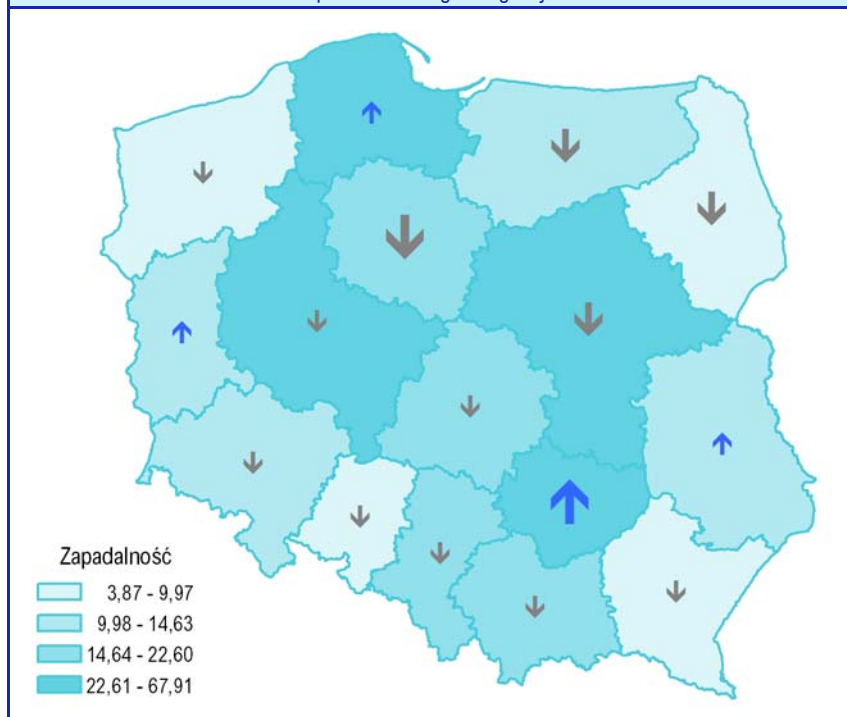 Zapadalność
3,87 - 9,97
9,98 - 14,63
14,64 - 22,60
22,61 - 67,91